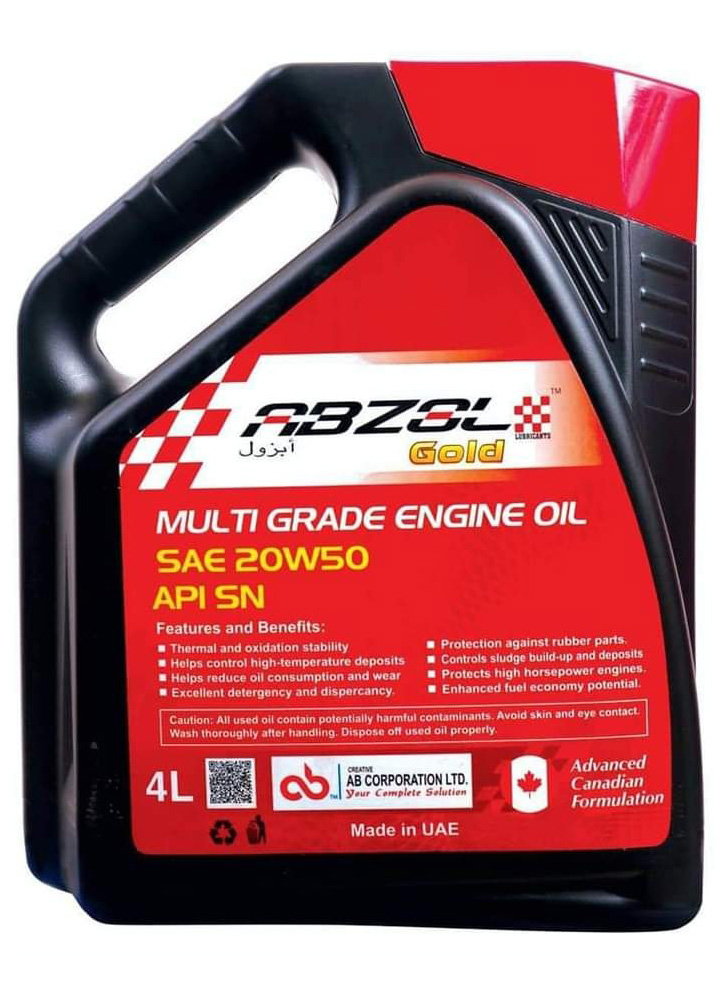 ABZOL
TM
LUBRICANTS
أبزول
Gold
MULTI GRADE ENGINE OIL
SAE 20W50
API SN
Features and Benefits:
Thermal and oxidation stability
Helps control high-temperature deposits
Helps reduce oil consumption and wear
Excellent detergency and dispercancy.
Protection against rubber parts.
Controls sludge build-up and deposits
Protects high horsepower engines.
Enhanced fuel economy potential.
Caution: All used oil contain potentially harmful contaminants. Avoid skin and eye contact.
Wash thoroughly after handling. Dispose off used oil properly.
4L
ab
TM
CREATIVE
AB CORPORATION LTD.
Your Complete Solution
Advanced
Canadian
Formulation
Made in UAE